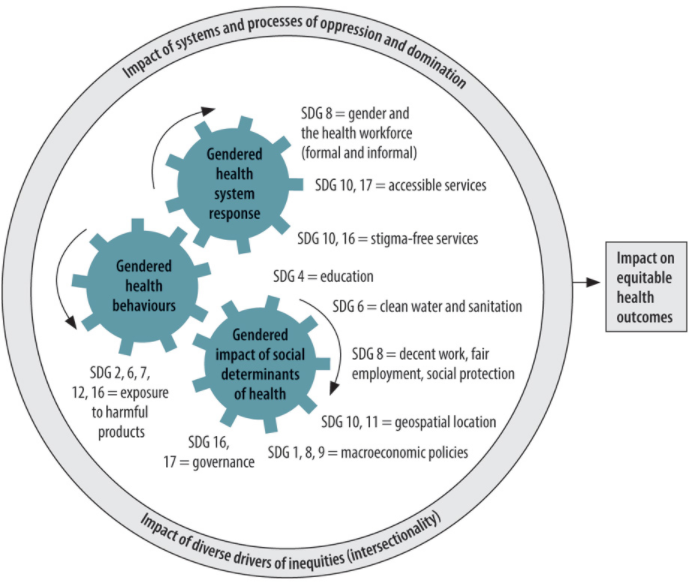 Impact of systems and processes of oppression and domination
SDG 8 = gender and
the health workforce
(formal and informal)
Gendered
health
system
response
SDG 10, 17 = accessible services
SDG 10, 16 = stigma-free services
Gendered
health
behaviours
SDG 4 = education
SDG 6 = clean water and sanitation
Impact on
equitable
health
outcomes
Gendered
impact of social
determinants
of health
SDG 8 = decent work, fair
employment, social protection
SDG 2, 6, 7,
12, 16 = exposure
to harmful
products
SDG 10, 11 = geospatial location
SDG 16,
17 = governance
SDG 1, 8, 9 = macroeconomic policies
Impact of diverse drivers of inequities (intersectionality)